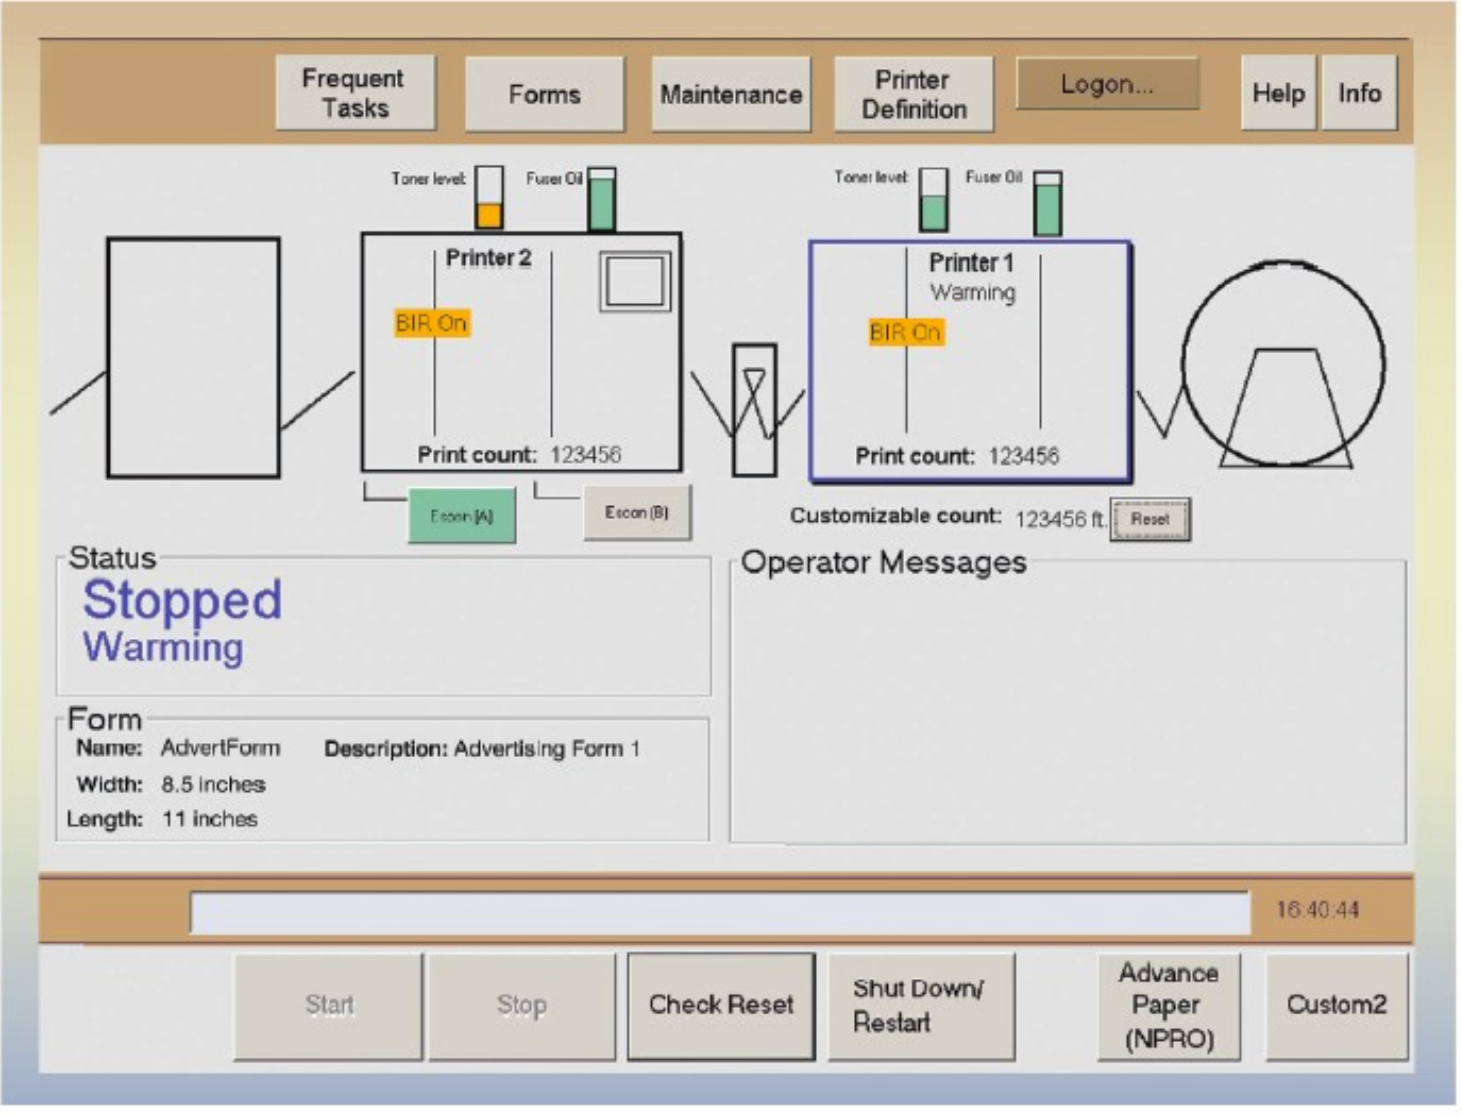 Frequent
Tasks
Forms
Maintenance
Printer
Definition
Logon...
Help
Info
Toner level:
Fuser Oil
Toner level:
Fuser Oil
Printer 2
BIR On
Print count: 123456
Printer 1
Warming
BIR On
Print count: 123456
Escon (A)
Escon (B)
Customizable count: 123456 ft.
Reset
Status
Stopped
Warming
Operator Messages
Form
Name: AdvertForm Description: Advertising Form 1
Width: 8.5 inches
Length: 11 inches
16:40:44
Start
Stop
Check Reset
Shut Down/
Restart
Advance
Paper
(NPRO)
Custom2